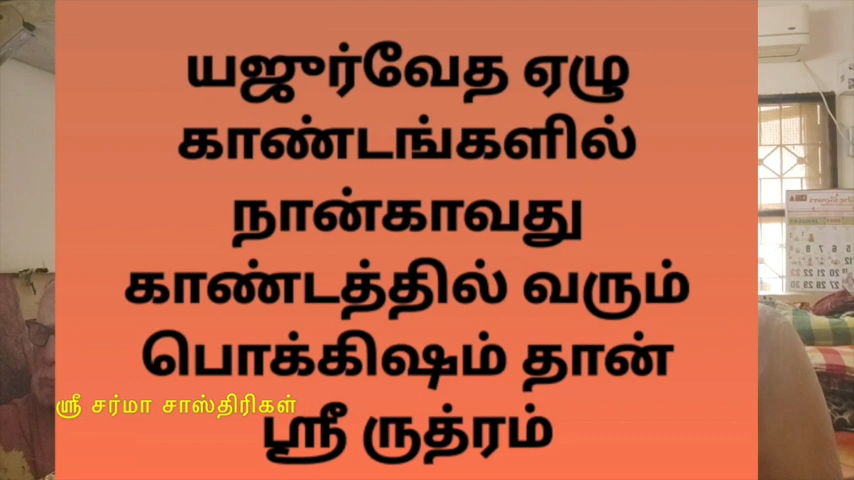 யஜுர்வேத ஏழு
காண்டங்களில்
நான்காவது
காண்டத்தில் வரும்
பொக்கிஷம் தான்
ஸ்ரீ சர்மா சாஸ்திரிகள்
ஸ்ரீ ருத்ரம்